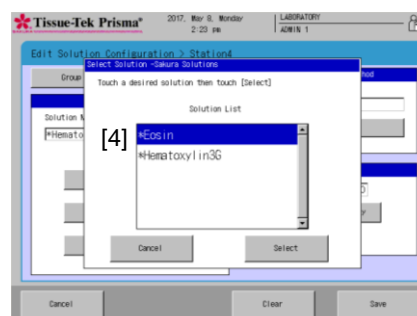 Tissue-Tek Prisma®
2017, May 8, Monday
2:23 pm
LABORATORY
ADMIN 1
Edit Solution Configuration > Station4
Group
Select Solution -Sakura Solutions
Touch a desired solution then touch [Select]
Solution List
[4]
*Eosin
*Hematoxylin3G
Cancel
Select
Solution N
*Hemato
Cancel
Clear
Save